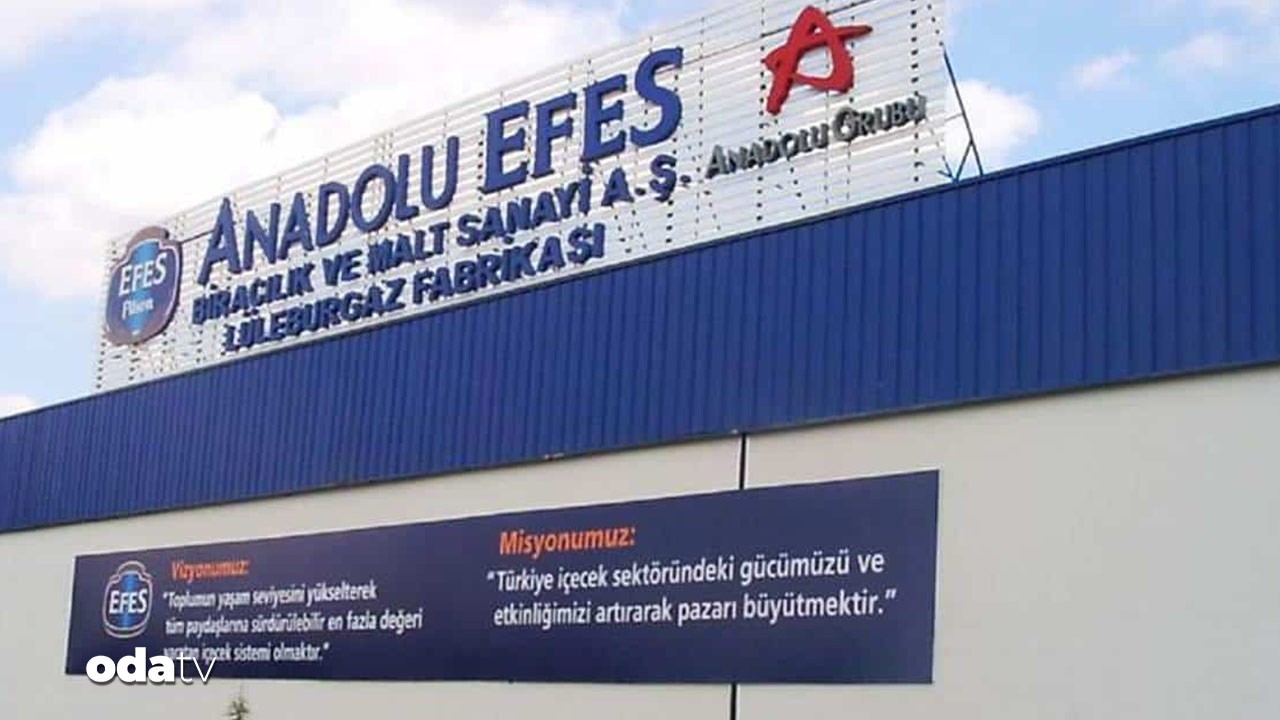 EFES
Pilsen
ANADOLU EFES
BİRACILIK VE MALT SANAYİ A.Ş.
LÜLEBURGAZ FABRİKASI
ANADOLU GRUBU
EFES
Vizyonumuz:
"Toplumun yaşam seviyesini yükselterek
tüm paydaşlarına sürdürülebilir en fazla değeri
yaratan içecek sistemi olmaktır."
Misyonumuz:
"Türkiye içecek sektöründeki gücümüzü ve
etkinliğimizi artırarak pazarı büyütmektir."
odatv